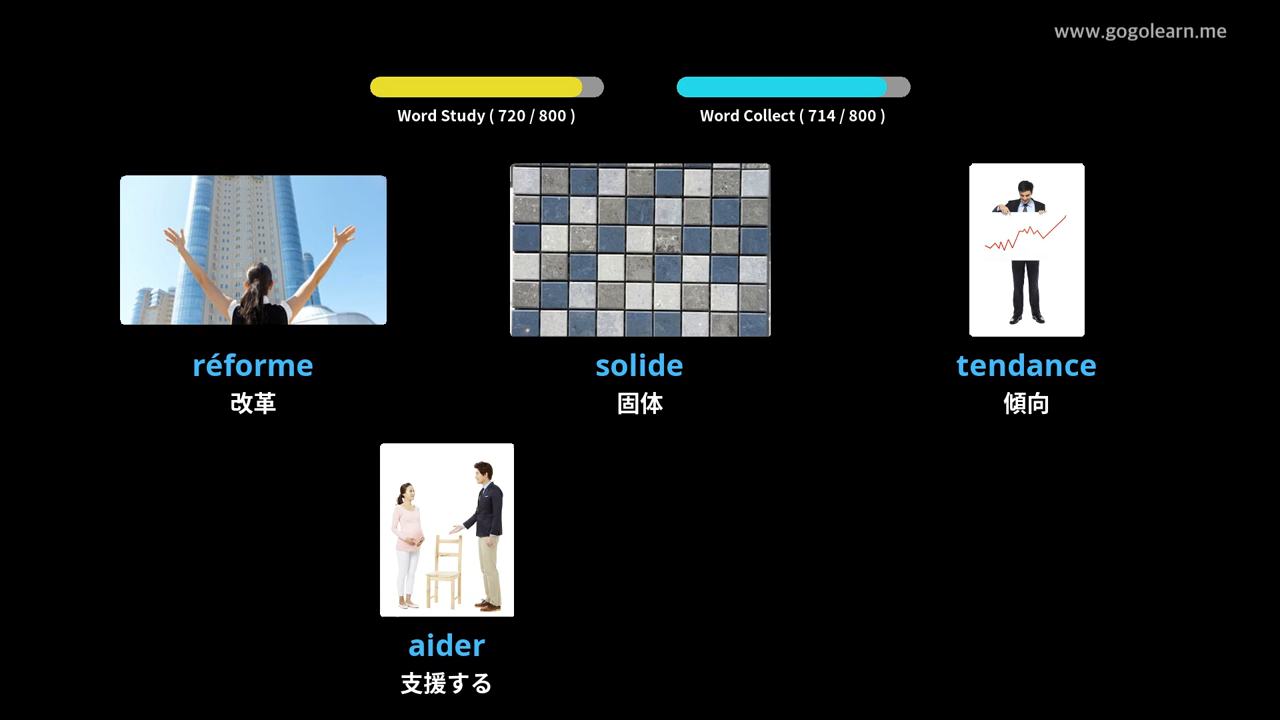 www.gogolearn.me
Word Study ( 720 / 800 )
Word Collect ( 714 / 800 )
réforme
改革
solide
固体
tendance
傾向
aider
支援する